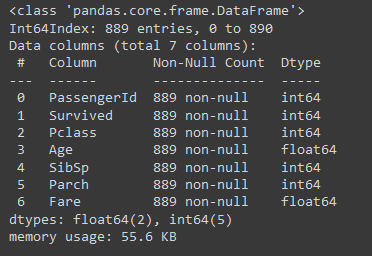 <class 'pandas.core.frame.DataFrame'>
Int64Index: 889 entries, 0 to 890
Data columns (total 7 columns):
 #   Column       Non-Null Count  Dtype
---  ------       --------------  -----
 0   PassengerId  889 non-null    int64
 1   Survived     889 non-null    int64
 2   Pclass       889 non-null    int64
 3   Age          889 non-null    float64
 4   SibSp        889 non-null    int64
 5   Parch        889 non-null    int64
 6   Fare         889 non-null    float64
dtypes: float64(2), int64(5)
memory usage: 55.6 KB